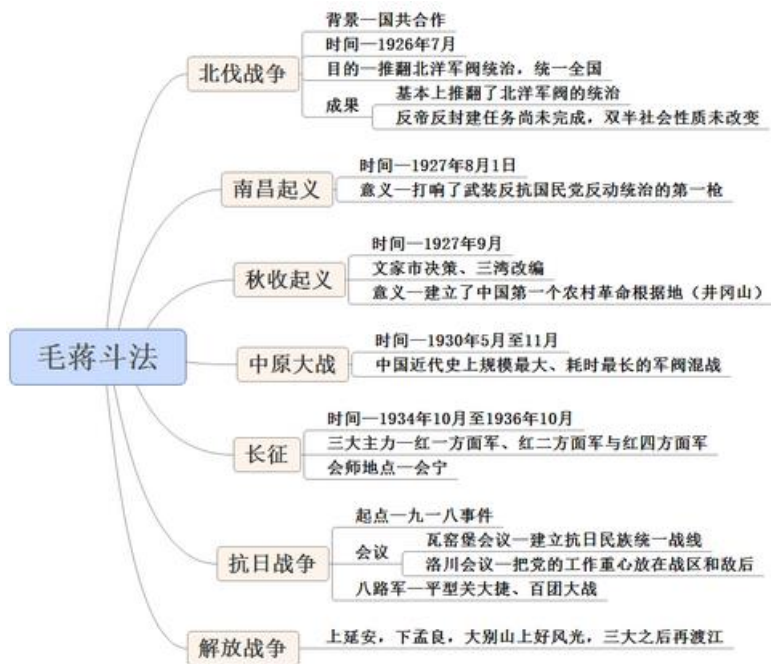 毛蒋斗法
北伐战争
背景—国共合作
时间—1926年7月
目的—推翻北洋军阀统治，统一全国
成果
基本上推翻了北洋军阀的统治
反帝反封建任务尚未完成，双半社会性质未改变
南昌起义
时间—1927年8月1日
意义—打响了武装反抗国民党反动统治的第一枪
秋收起义
时间—1927年9月
文家市决策、三湾改编
意义—建立了中国第一个农村革命根据地（井冈山）
中原大战
时间—1930年5月至11月
中国近代史上规模最大、耗时最长的军阀混战
长征
时间—1934年10月至1936年10月
三大主力—红一方面军、红二方面军与红四方面军
会师地点—会宁
抗日战争
起点—九一八事件
会议
瓦窑堡会议—建立抗日民族统一战线
洛川会议—把党的工作重心放在战区和敌后
八路军—平型关大捷、百团大战
解放战争
上延安，下孟良，大别山上好风光，三大之后再渡江